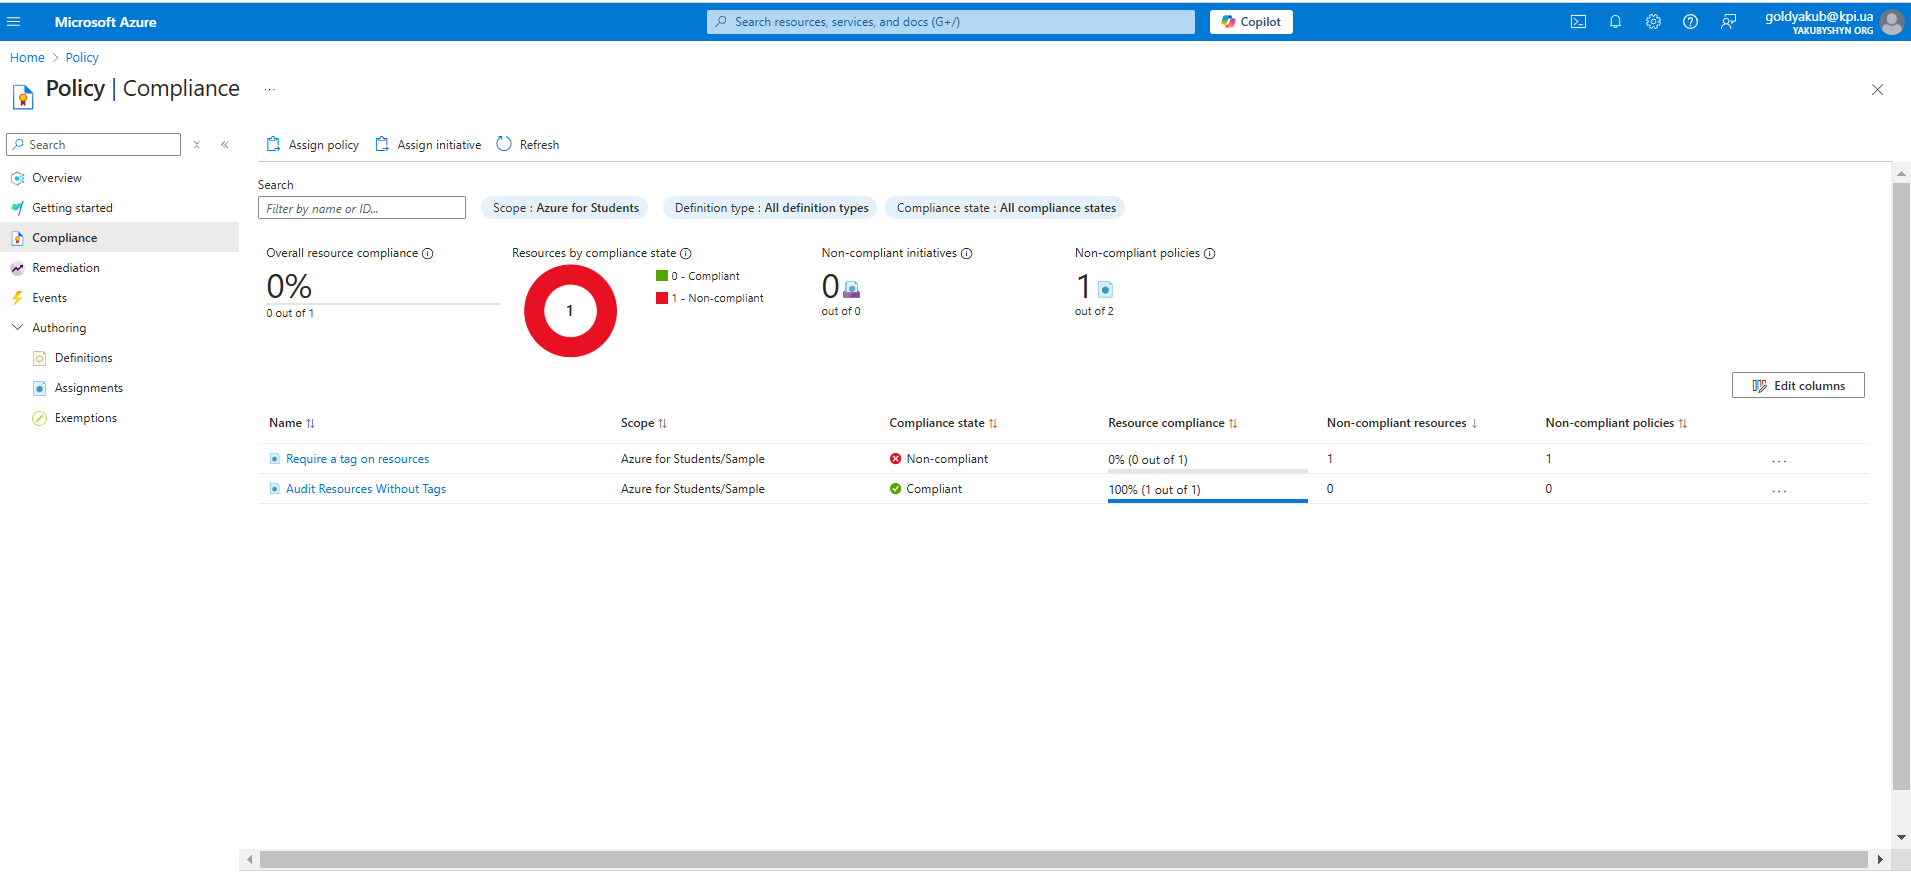 Microsoft Azure
Search resources, services, and docs (G+/)
Copilot
goldyakub@kpi.ua
YAKUBYSHYN ORG
Home > Policy
Policy | Compliance ...
Search
Overview
Getting started
Compliance
Remediation
Events
Authoring
Definitions
Assignments
Exemptions
Assign policy Assign initiative Refresh
Search
Filter by name or ID...
Scope : Azure for Students
Definition type : All definition types
Compliance state : All compliance states
Overall resource compliance
0%
0 out of 1
Resources by compliance state
1
0 - Compliant
1 - Non-compliant
Non-compliant initiatives
0
out of 0
Non-compliant policies
1
out of 2
Edit columns
Name Scope Compliance state Resource compliance Non-compliant resources Non-compliant policies
Require a tag on resources Azure for Students/Sample Non-compliant 0% (0 out of 1) 1 1 ...
Audit Resources Without Tags Azure for Students/Sample Compliant 100% (1 out of 1) 0 0 ...